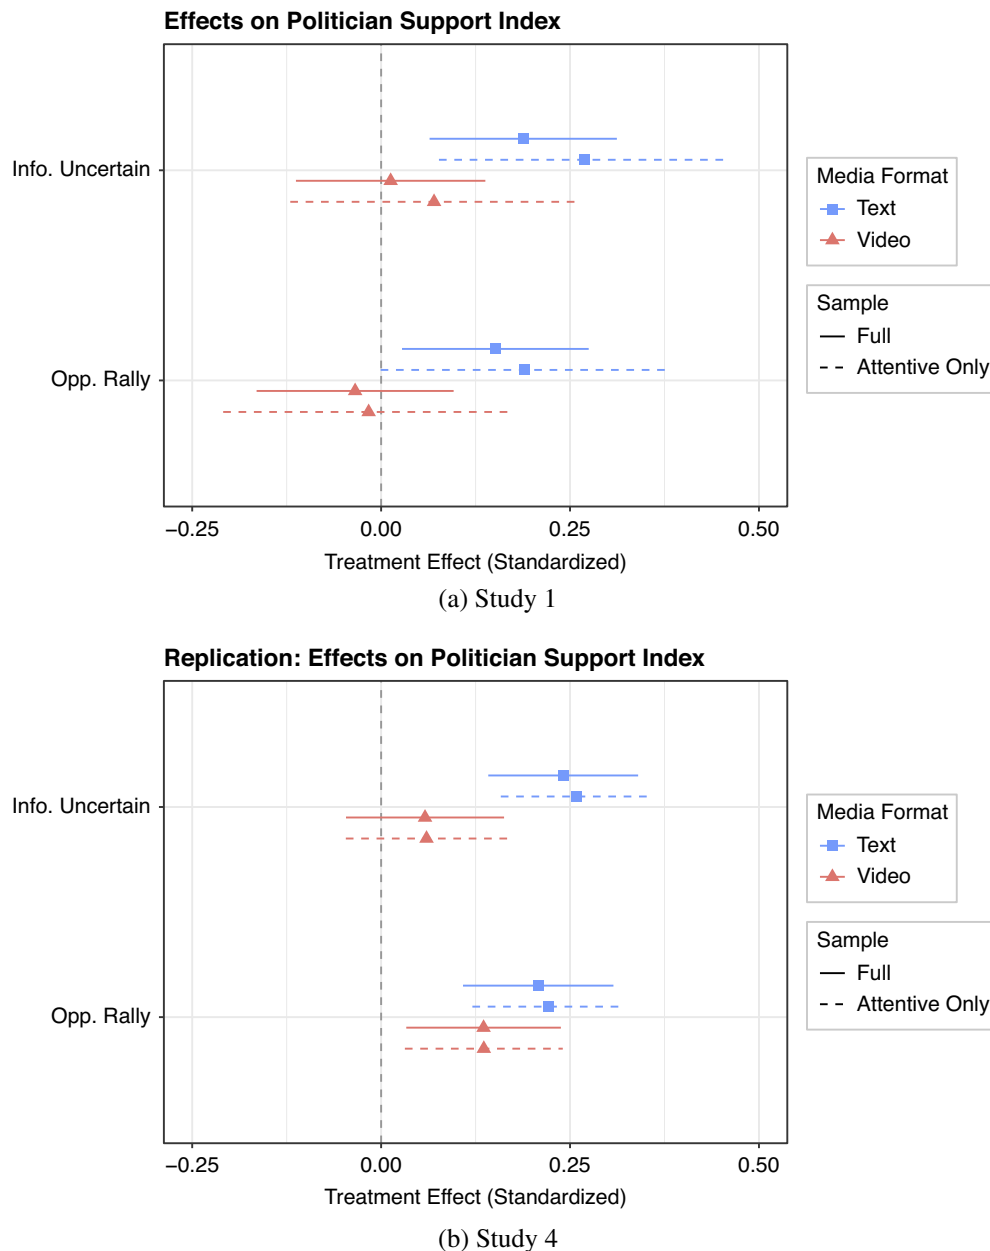 Effects on Politician Support Index
Info. Uncertain
Opp. Rally
−0.25 0.00 0.25 0.50
Treatment Effect (Standardized)
Media Format
Text
Video
Sample
Full
Attentive Only
(a) Study 1
Replication: Effects on Politician Support Index
Info. Uncertain
Opp. Rally
−0.25 0.00 0.25 0.50
Treatment Effect (Standardized)
Media Format
Text
Video
Sample
Full
Attentive Only
(b) Study 4